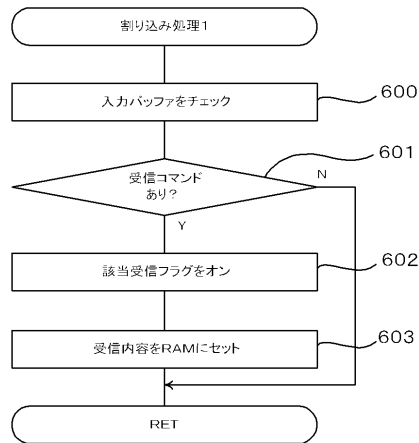 割り込み処理1
入力バッファをチェック
600
受信コマンド
あり?
601
N
Y
該当受信フラグをオン
602
受信内容をRAMにセット
603
RET